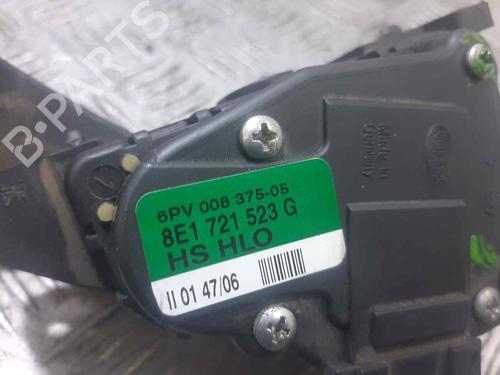 B-PARTS
Made in
Germany
6PV 008 375-05
8E1 721 523 G
HS HLO
II 01 47/06